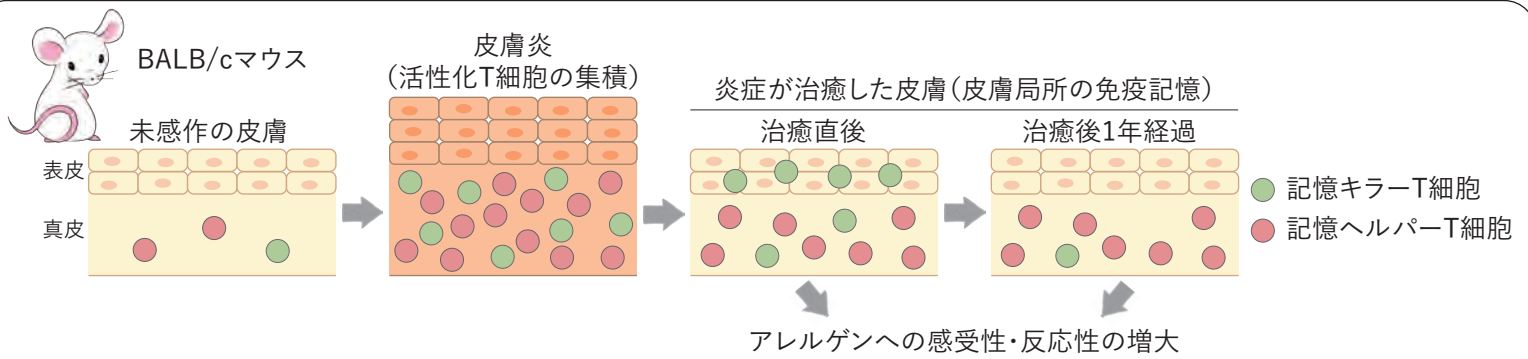 BALB/cマウス
皮膚炎
(活性化T細胞の集積)
炎症が治癒した皮膚(皮膚局所の免疫記憶)
未感作の皮膚
治癒直後
治癒後1年経過
表皮
真皮
記憶キラーT細胞
記憶ヘルパーT細胞
アレルゲンへの感受性・反応性の増大